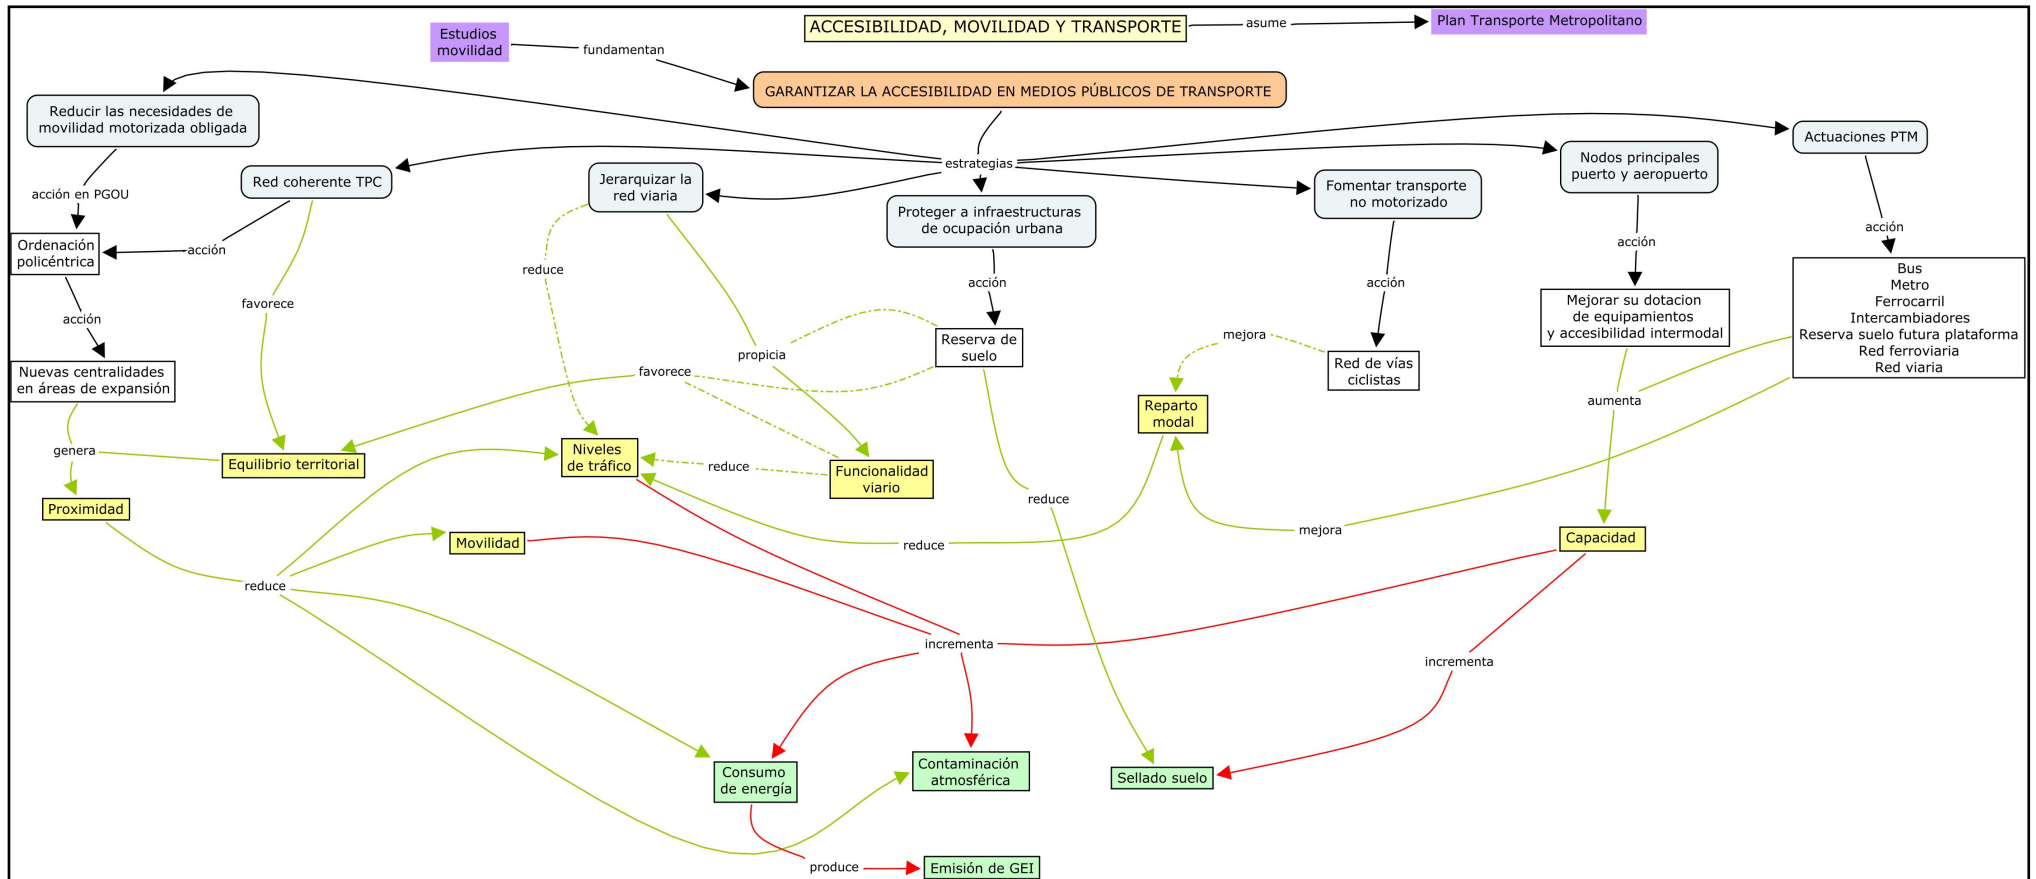 ACCESIBILIDAD, MOVILIDAD Y TRANSPORTE
asume
Plan Transporte Metropolitano
Estudios
movilidad
fundamentan
GARANTIZAR LA ACCESIBILIDAD EN MEDIOS PÚBLICOS DE TRANSPORTE
estrategias
Reducir las necesidades de
movilidad motorizada obligada
Red coherente TPC
Jerarquizar la
red viaria
Proteger a infraestructuras
de ocupación urbana
Fomentar transporte
no motorizado
Nodos principales
puerto y aeropuerto
Actuaciones PTM
acción en PGOU
acción
reduce
acción
acción
acción
acción
Ordenación
policéntrica
acción
favorece
Nuevas centralidades
en áreas de expansión
propicia
favorece
Reserva de
suelo
mejora
Red de vías
ciclistas
Mejorar su dotacion
de equipamientos
y accesibilidad intermodal
Bus
Metro
Ferrocarril
Intercambiadores
Reserva suelo futura plataforma
Red ferroviaria
Red viaria
aumenta
genera
Equilibrio territorial
Niveles
de tráfico
reduce
Funcionalidad
viario
Reparto
modal
reduce
mejora
Proximidad
Movilidad
reduce
Capacidad
reduce
incrementa
incrementa
Consumo
de energía
Contaminación
atmosférica
Sellado suelo
produce
Emisión de GEI